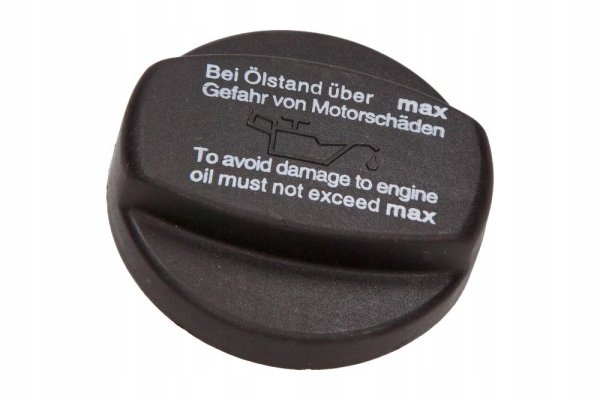 Bei Ölstand über max
Gefahr von Motorschäden
To avoid damage to engine
oil must not exceed max